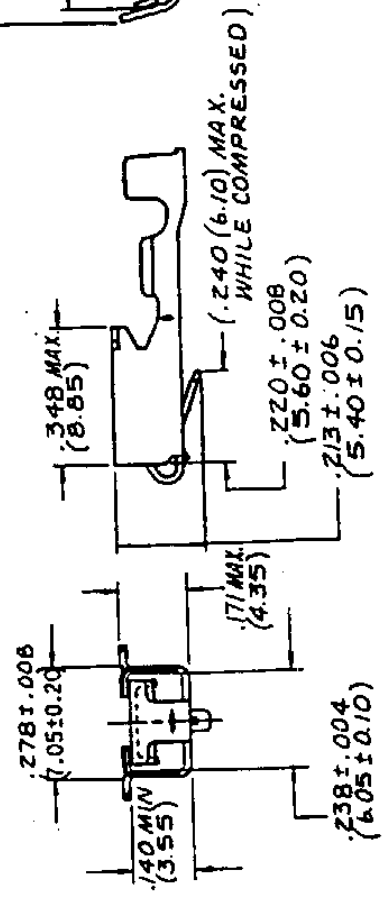 .348 MAX.
(8.85)
(.240 (6.10) MAX.
WHILE COMPRESSED)
.220 ± .008
(5.60 ± 0.20)
.213 ± .006
(5.40 ± 0.15)
.278 ± .008
(7.05±0.20)
.171 MAX.
(4.35)
.140 MIN
(3.55)
.238 ± .004
(6.05 ± 0.10)